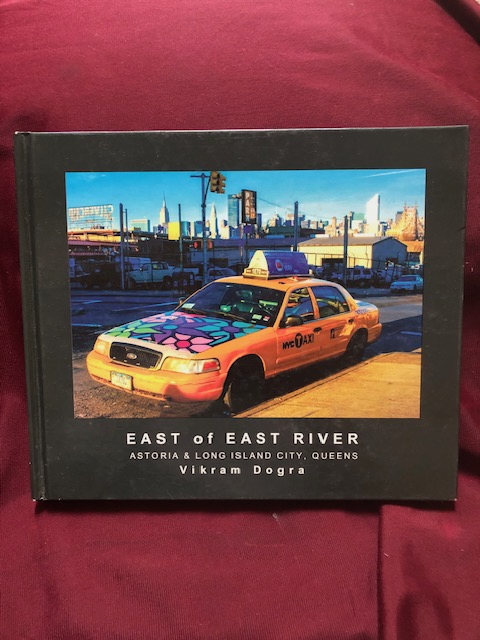 NYC TAXI
EAST of EAST RIVER
ASTORIA & LONG ISLAND CITY, QUEENS
Vikram Dogra